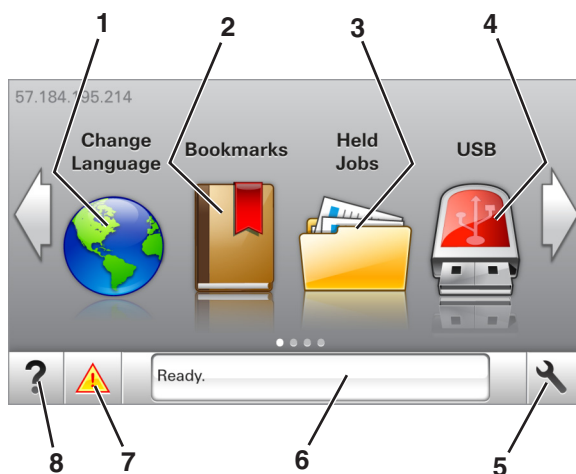 1 2 3 4
57.184.195.214
Change
Language
Bookmarks
Held
Jobs
USB
?
Ready.
8 7 6 5